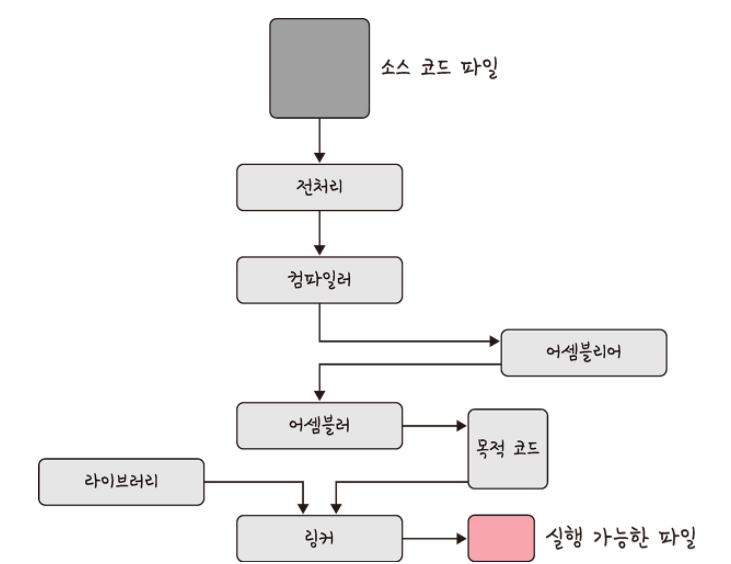 소스 코드 파일
전처리
컴파일러
어셈블리어
어셈블러
목적 코드
라이브러리
링커
실행 가능한 파일